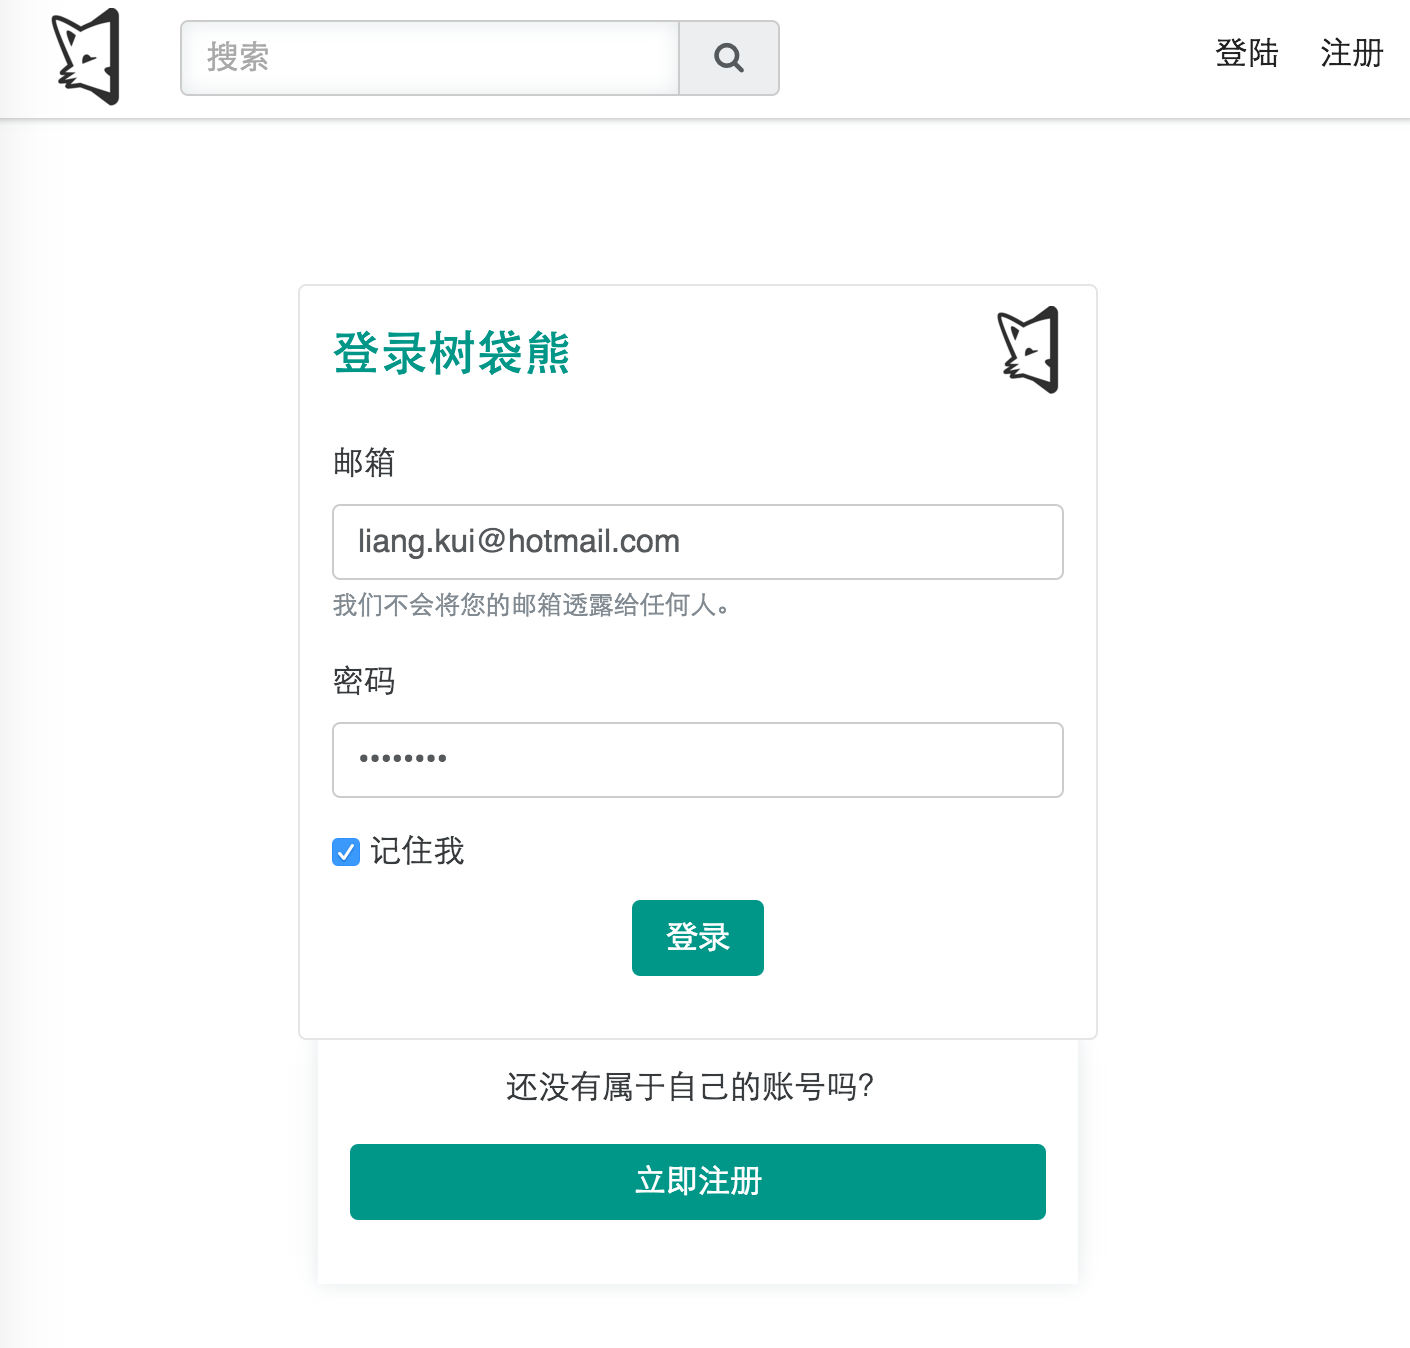 搜索
登陆 注册
登录树袋熊
邮箱
liang.kui@hotmail.com
我们不会将您的邮箱透露给任何人。
密码
••••••••
记住我
登录
还没有属于自己的账号吗?
立即注册